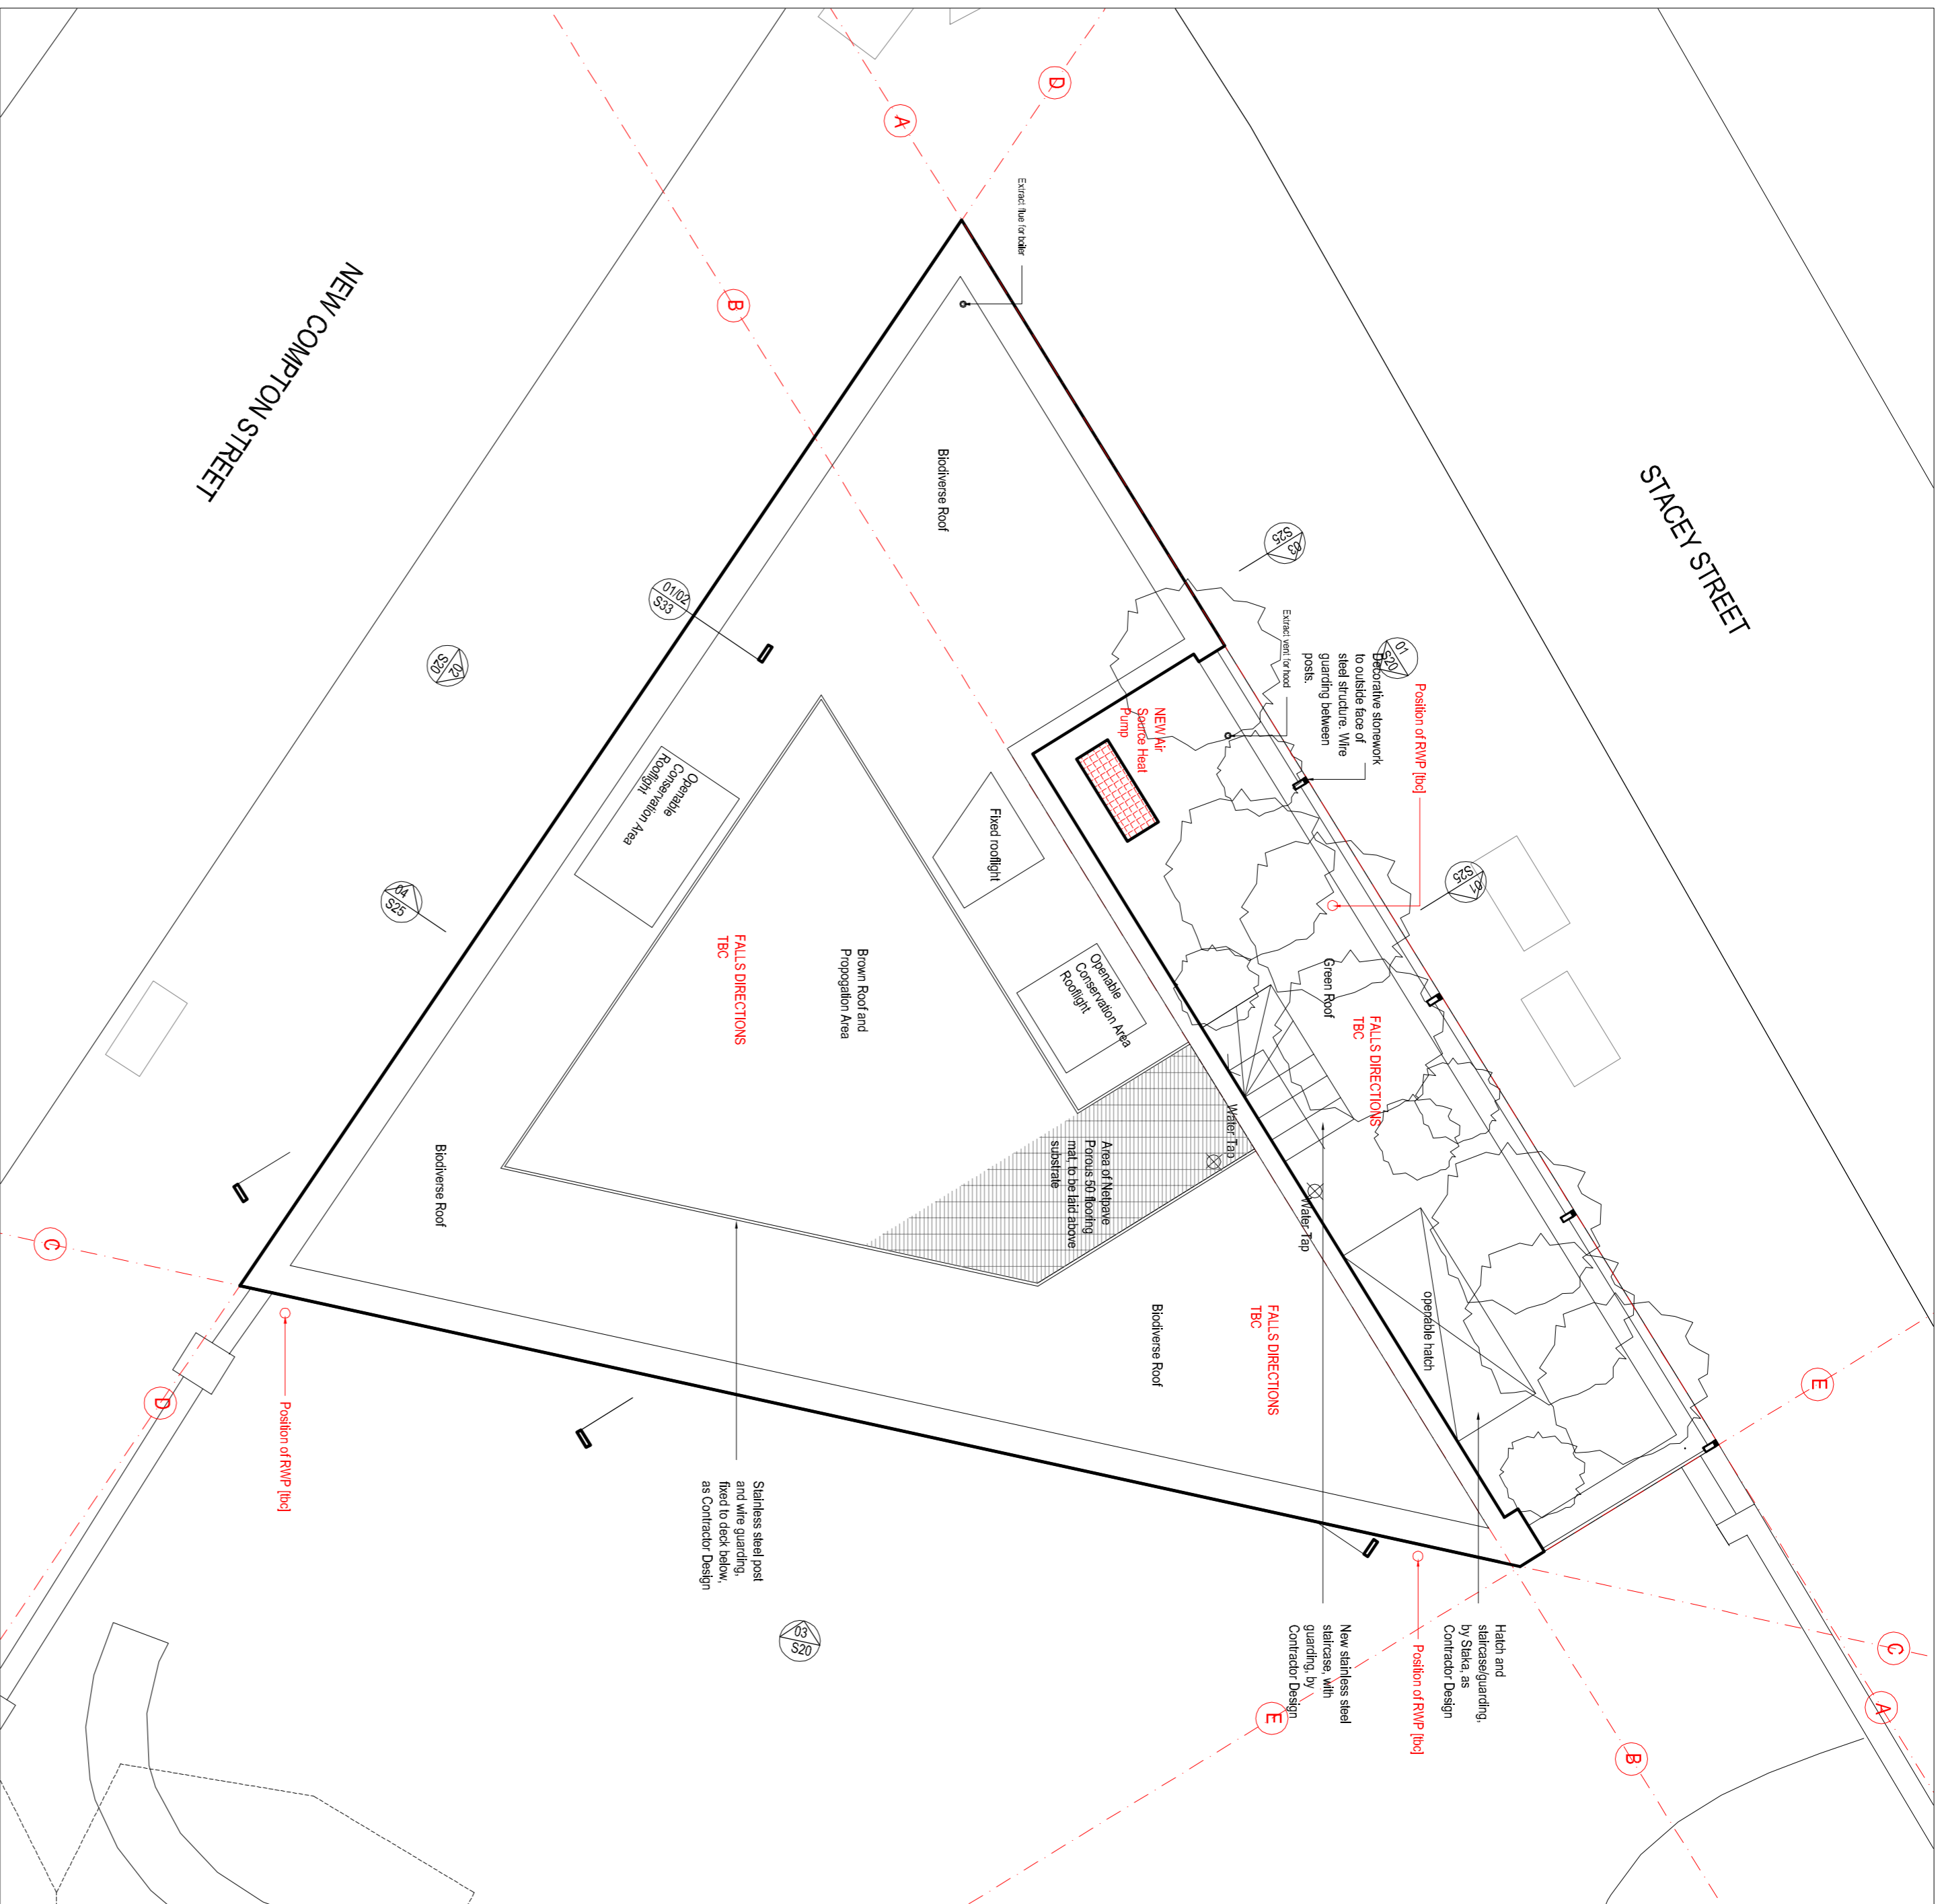 STACEY STREET
NEW COMPTON STREET
D
A
B
Extract flue for boiler
Biodiverse Roof
03
S25
01
S20
Decorative stonework
to outside face of
steel structure. Wire
guarding between
posts.
Extract vent for hood
Position of RWP [tbc]
NEW Air
Source Heat
Pump
01/02
S33
02
S20
Openable
Conservation Area
Rooflight
Fixed rooflight
01
S25
04
S25
Green Roof
FALLS DIRECTIONS
TBC
Openable
Conservation Area
Rooflight
Brown Roof and
Propogation Area
FALLS DIRECTIONS
TBC
Water Tap
Area of Netpave
Porous 50 flooring
mat, to be laid above
substrate
Water Tap
openable hatch
Biodiverse Roof
FALLS DIRECTIONS
TBC
Biodiverse Roof
C
D
E
Position of RWP [tbc]
Stainless steel post
and wire guarding,
fixed to deck below,
as Contractor Design
Hatch and
staircase/guarding,
by Staka, as
Contractor Design
Position of RWP [tbc]
New stainless steel
staircase, with
guarding, by
Contractor Design
03
S20
C
A
B
E